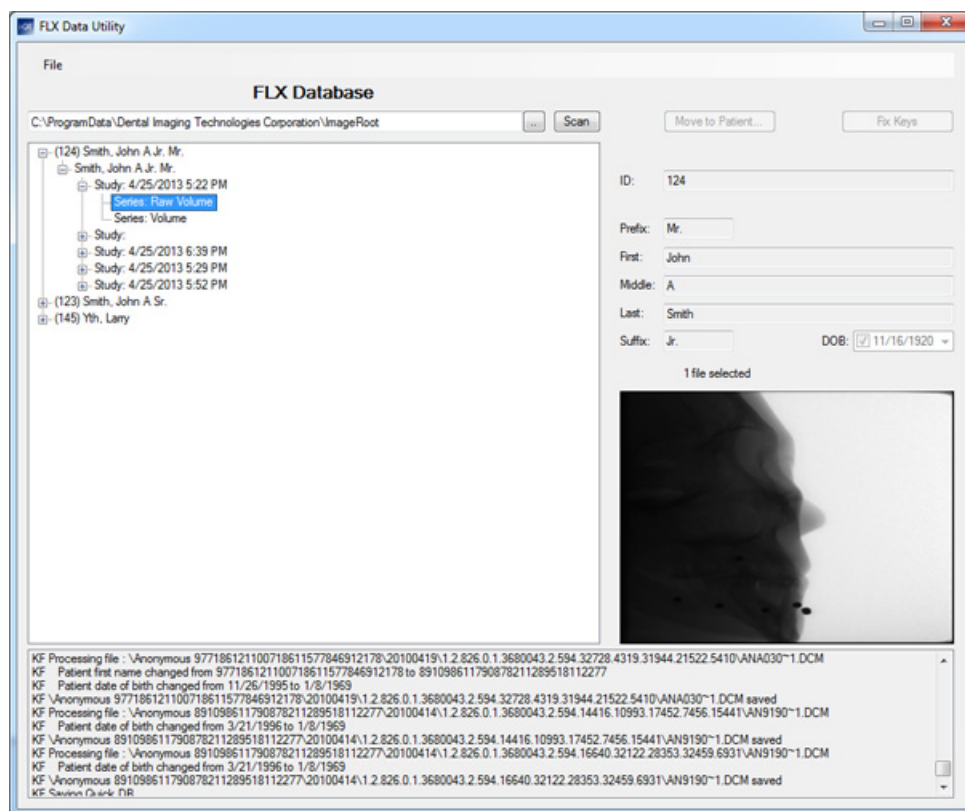 FLX Data Utility
File
FLX Database
C:\ProgramData\Dental Imaging Technologies Corporation\ImageRoot
..
Scan
Move to Patient...
Fix Keys
(124) Smith, John A Jr. Mr.
Smith, John A Jr. Mr.
Study: 4/25/2013 5:22 PM
Series: Raw Volume
Series: Volume
Study:
Study: 4/25/2013 6:39 PM
Study: 4/25/2013 5:29 PM
Study: 4/25/2013 5:52 PM
(123) Smith, John A Sr.
(145) Yth, Larry
ID: 124
Prefix: Mr.
First: John
Middle: A
Last: Smith
Suffix: Jr. DOB: 11/16/1920
1 file selected
KF Processing file : \Anonymous 97718612110071861157784691217​8\20100419\1.2.826.0.1.3680043.2.594.32728.4319.31944.21522.5410\ANA030~1.DCM
KF Patient first name changed from 977186121100718611577846912178 to 891098611790878211289518112277
KF Patient date of birth changed from 11/26/1995 to 1/8/1969
KF \Anonymous 977186121100718611577846912178\20100419\1.2.826.0.1.3680043.2.594.32728.4319.31944.21522.5410\ANA030~1.DCM saved
KF Processing file : \Anonymous 891098611790878211289518112277\20100414\1.2.826.0.1.3680043.2.594.14416.10993.17452.7456.15441\AN9190~1.DCM
KF Patient date of birth changed from 3/21/1996 to 1/8/1969
KF \Anonymous 891098611790878211289518112277\20100414\1.2.826.0.1.3680043.2.594.14416.10993.17452.7456.15441\AN9190~1.DCM saved
KF Processing file : \Anonymous 891098611790878211289518112277\20100414\1.2.826.0.1.3680043.2.594.16640.32122.28353.32459.6931\AN9190~1.DCM
KF Patient date of birth changed from 3/21/1996 to 1/8/1969
KF \Anonymous 891098611790878211289518112277\20100414\1.2.826.0.1.3680043.2.594.16640.32122.28353.32459.6931\AN9190~1.DCM saved
KF Saving Quick DB